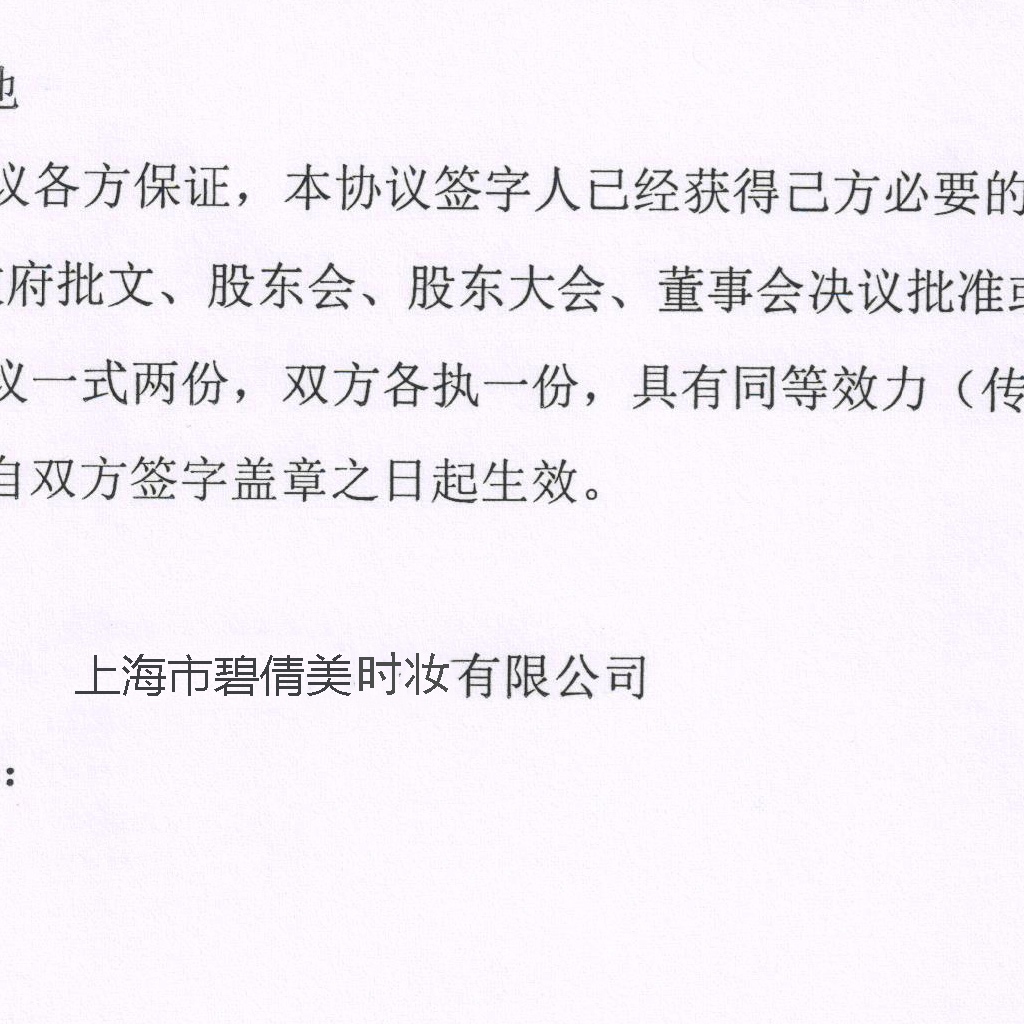 也
议各方保证，本协议签字人已经获得己方必要的
府批文、股东会、股东大会、董事会决议批准或
议一式两份，双方各执一份，具有同等效力（传
自双方签字盖章之日起生效。
上海市碧倩美时妆有限公司
：